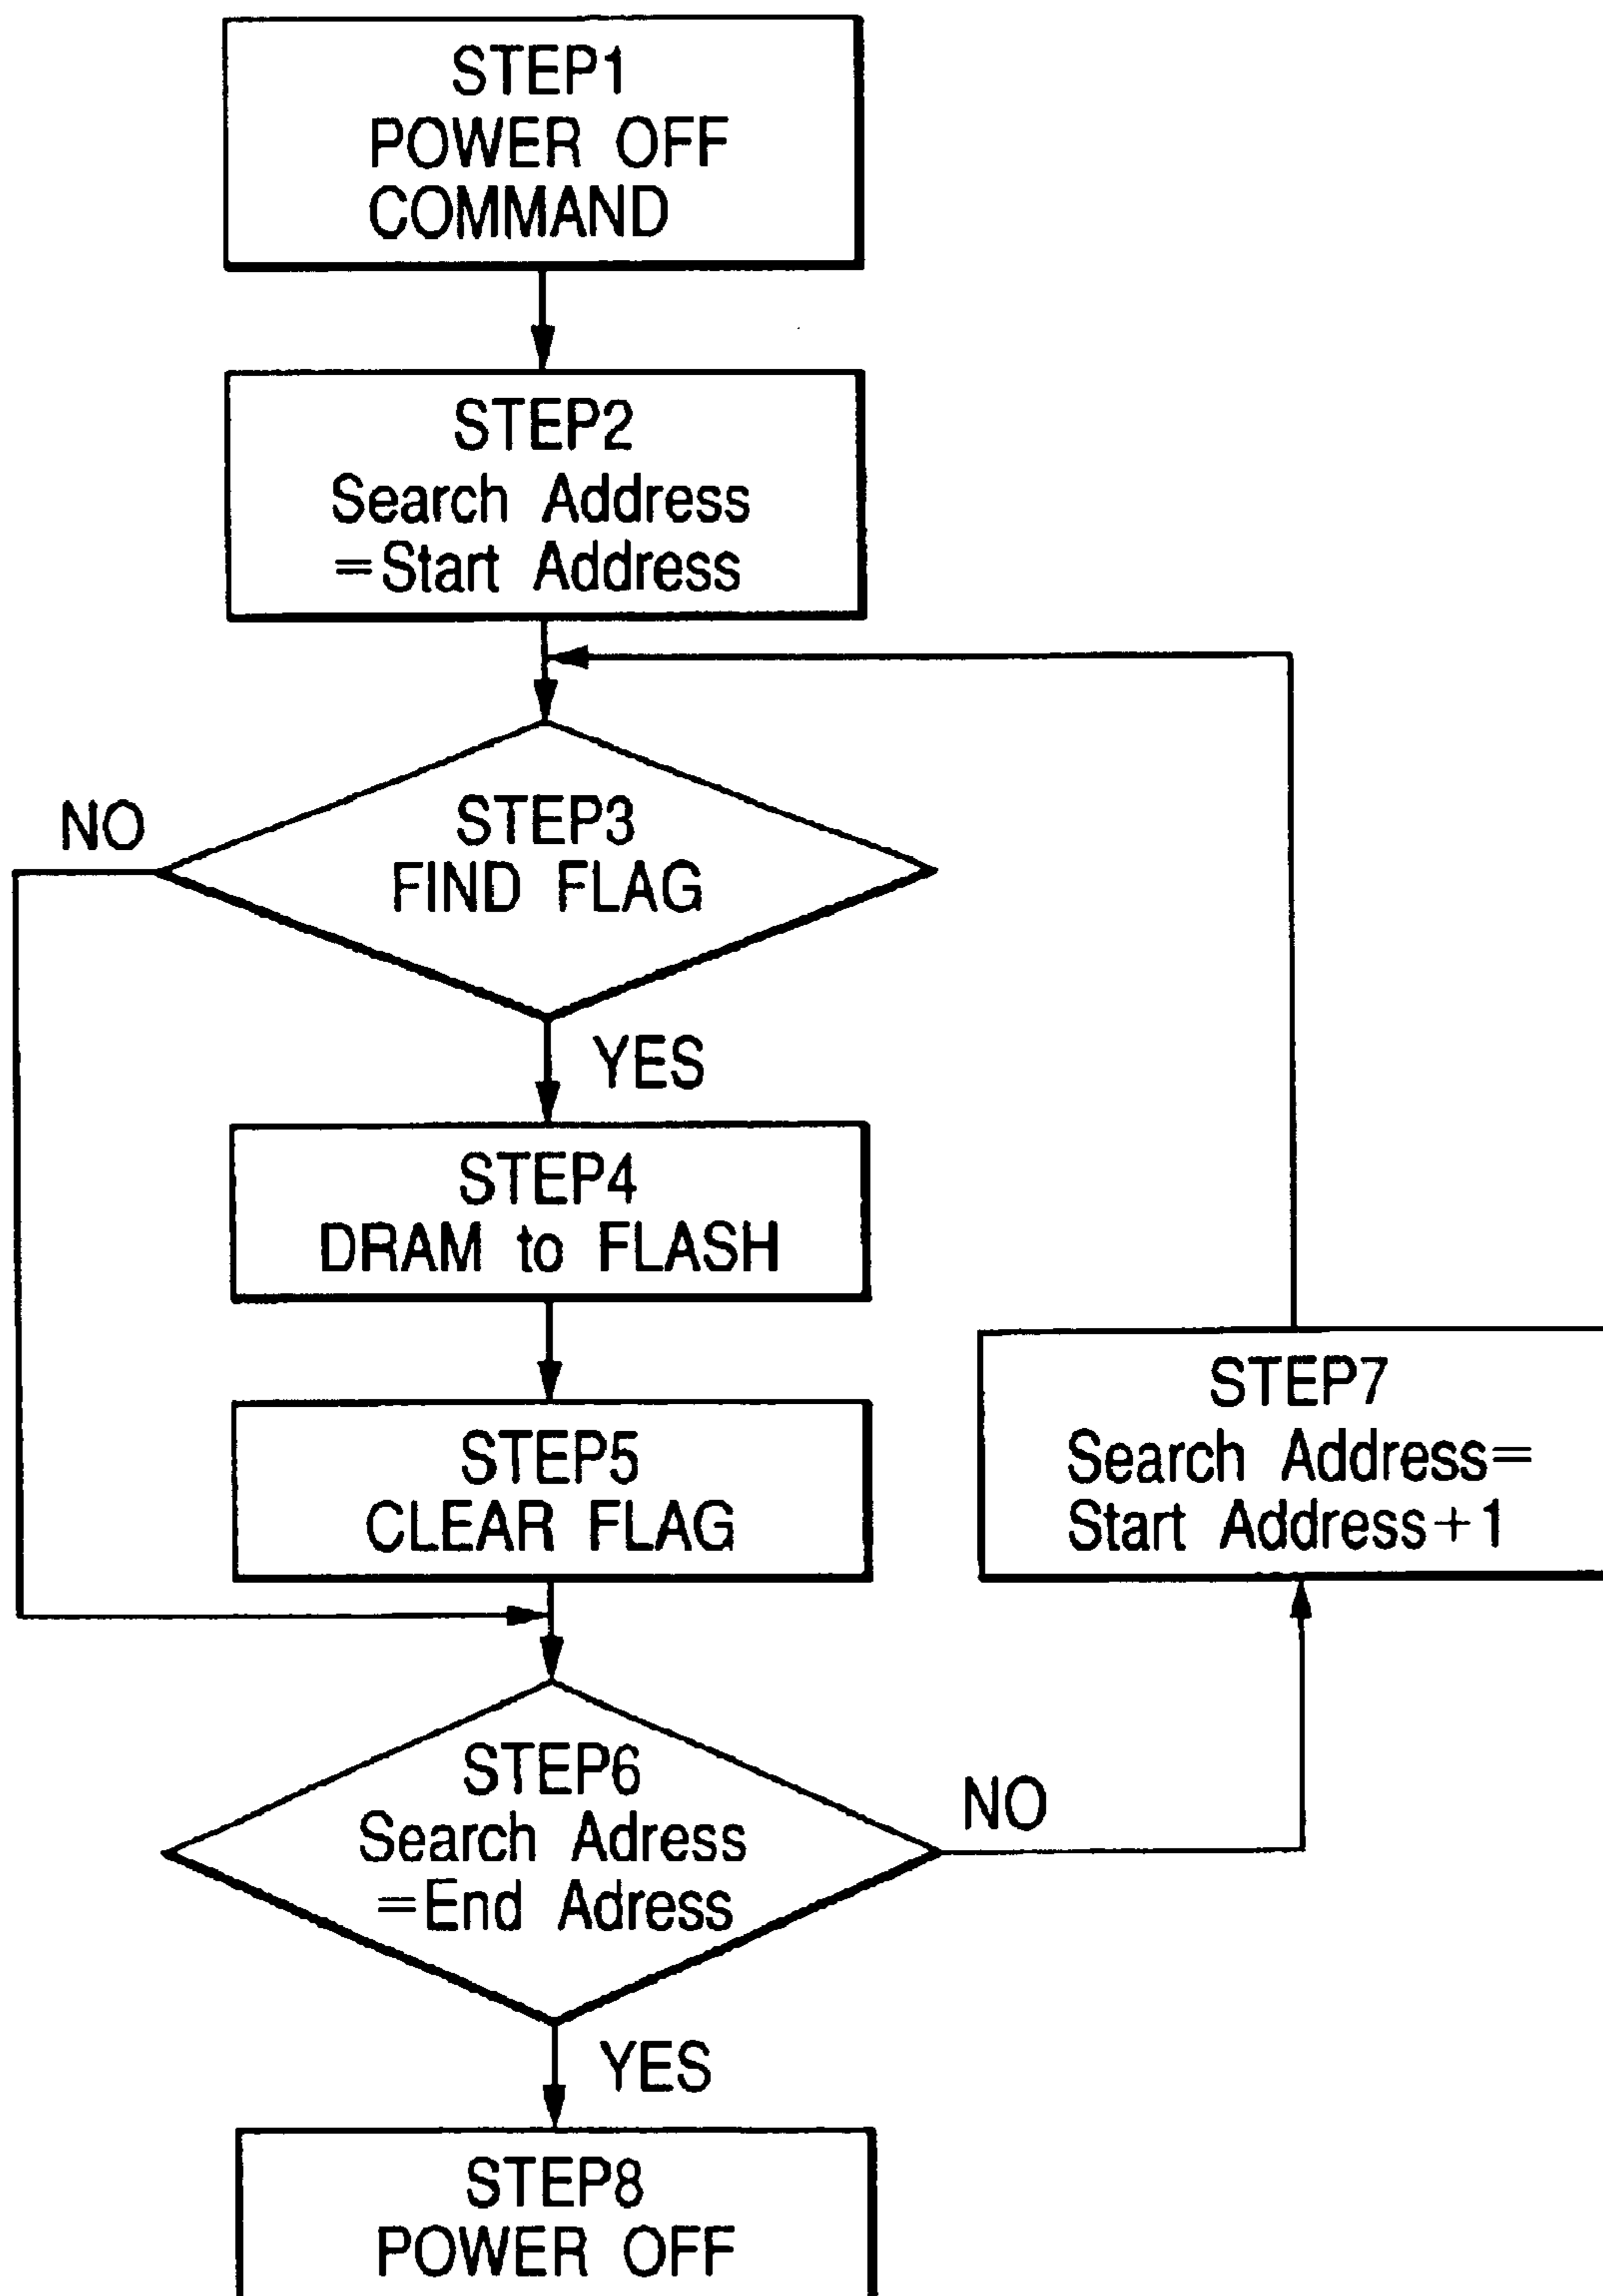 STEP1
POWER OFF
COMMAND
STEP2
Search Address
=Start Address
STEP3
FIND FLAG
NO
YES
STEP4
DRAM to FLASH
STEP5
CLEAR FLAG
STEP7
Search Address=
Start Address+1
STEP6
Search Adress
=End Adress
NO
YES
STEP8
POWER OFF